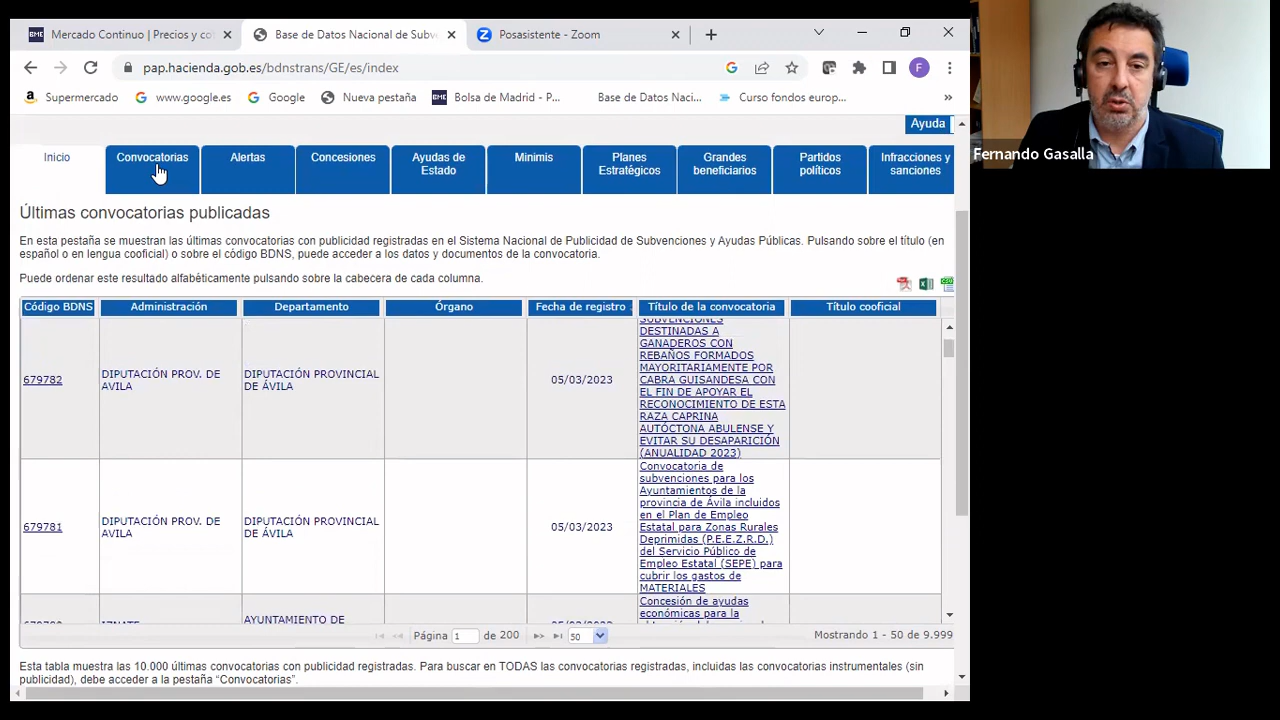 Mercado Continuo | Precios y co
Base de Datos Nacional de Subv
Posasistente - Zoom
pap.hacienda.gob.es/bdnstrans/GE/es/index
Supermercado
www.google.es
Google
Nueva pestaña
Bolsa de Madrid - P...
Base de Datos Naci...
Curso fondos europ...
»
F
Fernando Gasalla
Ayuda
Inicio
Convocatorias
Alertas
Concesiones
Ayudas de
Estado
Minimis
Planes
Estratégicos
Grandes
beneficiarios
Partidos
políticos
Infracciones y
sanciones
Últimas convocatorias publicadas
En esta pestaña se muestran las últimas convocatorias con publicidad registradas en el Sistema Nacional de Publicidad de Subvenciones y Ayudas Públicas. Pulsando sobre el título (en
español o en lengua cooficial) o sobre el código BDNS, puede acceder a los datos y documentos de la convocatoria.
Puede ordenar este resultado alfabéticamente pulsando sobre la cabecera de cada columna.
Código BDNS
Administración
Departamento
Órgano
Fecha de registro
Título de la convocatoria
Título cooficial
679782
DIPUTACIÓN PROV. DE
AVILA
DIPUTACIÓN PROVINCIAL
DE ÁVILA
05/03/2023
SUBVENCIONES
DESTINADAS A
GANADEROS CON
REBAÑOS FORMADOS
MAYORITARIAMENTE POR
CABRA GUISANDESA CON
EL FIN DE APOYAR EL
RECONOCIMIENTO DE ESTA
RAZA CAPRINA
AUTÓCTONA ABULENSE Y
EVITAR SU DESAPARICIÓN
(ANUALIDAD 2023)
679781
DIPUTACIÓN PROV. DE
AVILA
DIPUTACIÓN PROVINCIAL
DE ÁVILA
05/03/2023
Convocatoria de
subvenciones para los
Ayuntamientos de la
provincia de Ávila incluidos
en el Plan de Empleo
Estatal para Zonas Rurales
Deprimidas (P.E.E.Z.R.D.)
del Servicio Público de
Empleo Estatal (SEPE) para
cubrir los gastos de
MATERIALES
IZNATE
AYUNTAMIENTO DE
Concesión de ayudas
económicas para la
Página 1 de 200
50
Mostrando 1 - 50 de 9.999
Esta tabla muestra las 10.000 últimas convocatorias con publicidad registradas. Para buscar en TODAS las convocatorias registradas, incluidas las convocatorias instrumentales (sin
publicidad), debe acceder a la pestaña “Convocatorias”.